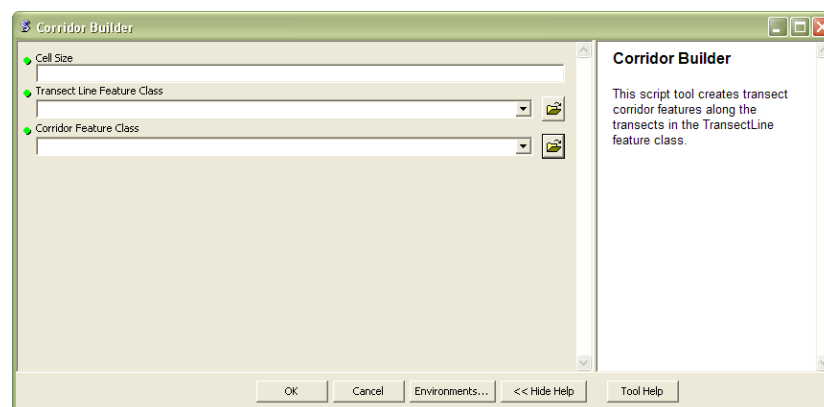 Corridor Builder
Cell Size
Transect Line Feature Class
Corridor Feature Class
Corridor Builder
This script tool creates transect
corridor features along the
transects in the TransectLine
feature class.
OK
Cancel
Environments...
<< Hide Help
Tool Help